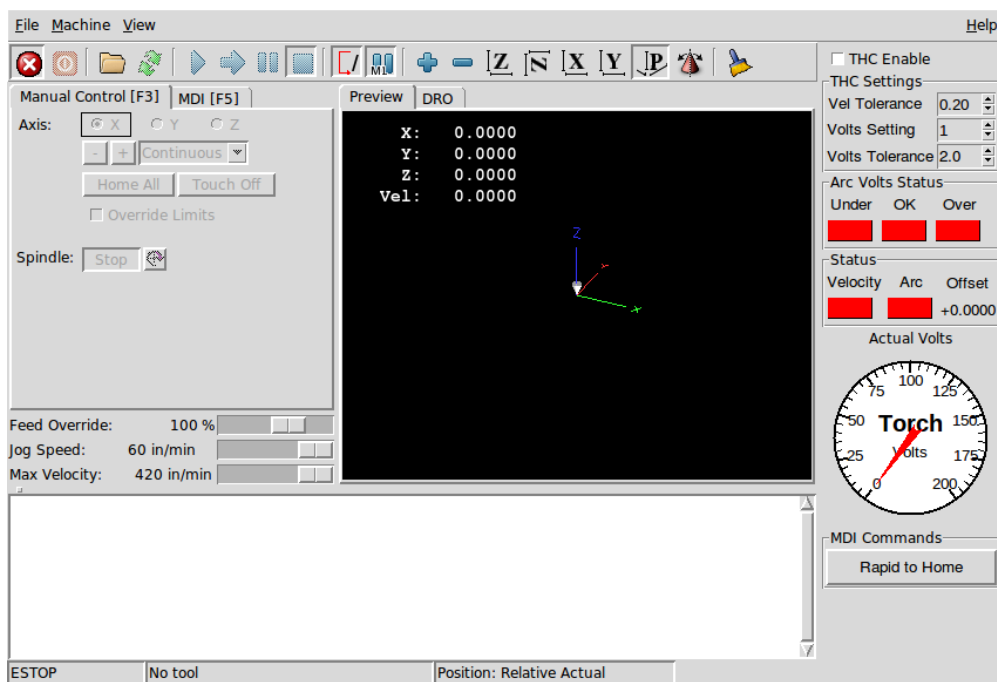 File Machine View Help
M1 Z N X Y P
Manual Control [F3] MDI [F5]
Axis: X Y Z
- + Continuous
Home All Touch Off
Override Limits
Spindle: Stop
Feed Override: 100 %
Jog Speed: 60 in/min
Max Velocity: 420 in/min
Preview DRO
X: 0.0000
Y: 0.0000
Z: 0.0000
Vel: 0.0000
Z
Y
X
THC Enable
THC Settings
Vel Tolerance 0.20
Volts Setting 1
Volts Tolerance 2.0
Arc Volts Status
Under OK Over
Status
Velocity Arc Offset
+0.0000
Actual Volts
100
75 125
50 Torch 150
25 Volts 175
0 200
MDI Commands
Rapid to Home
ESTOP No tool Position: Relative Actual